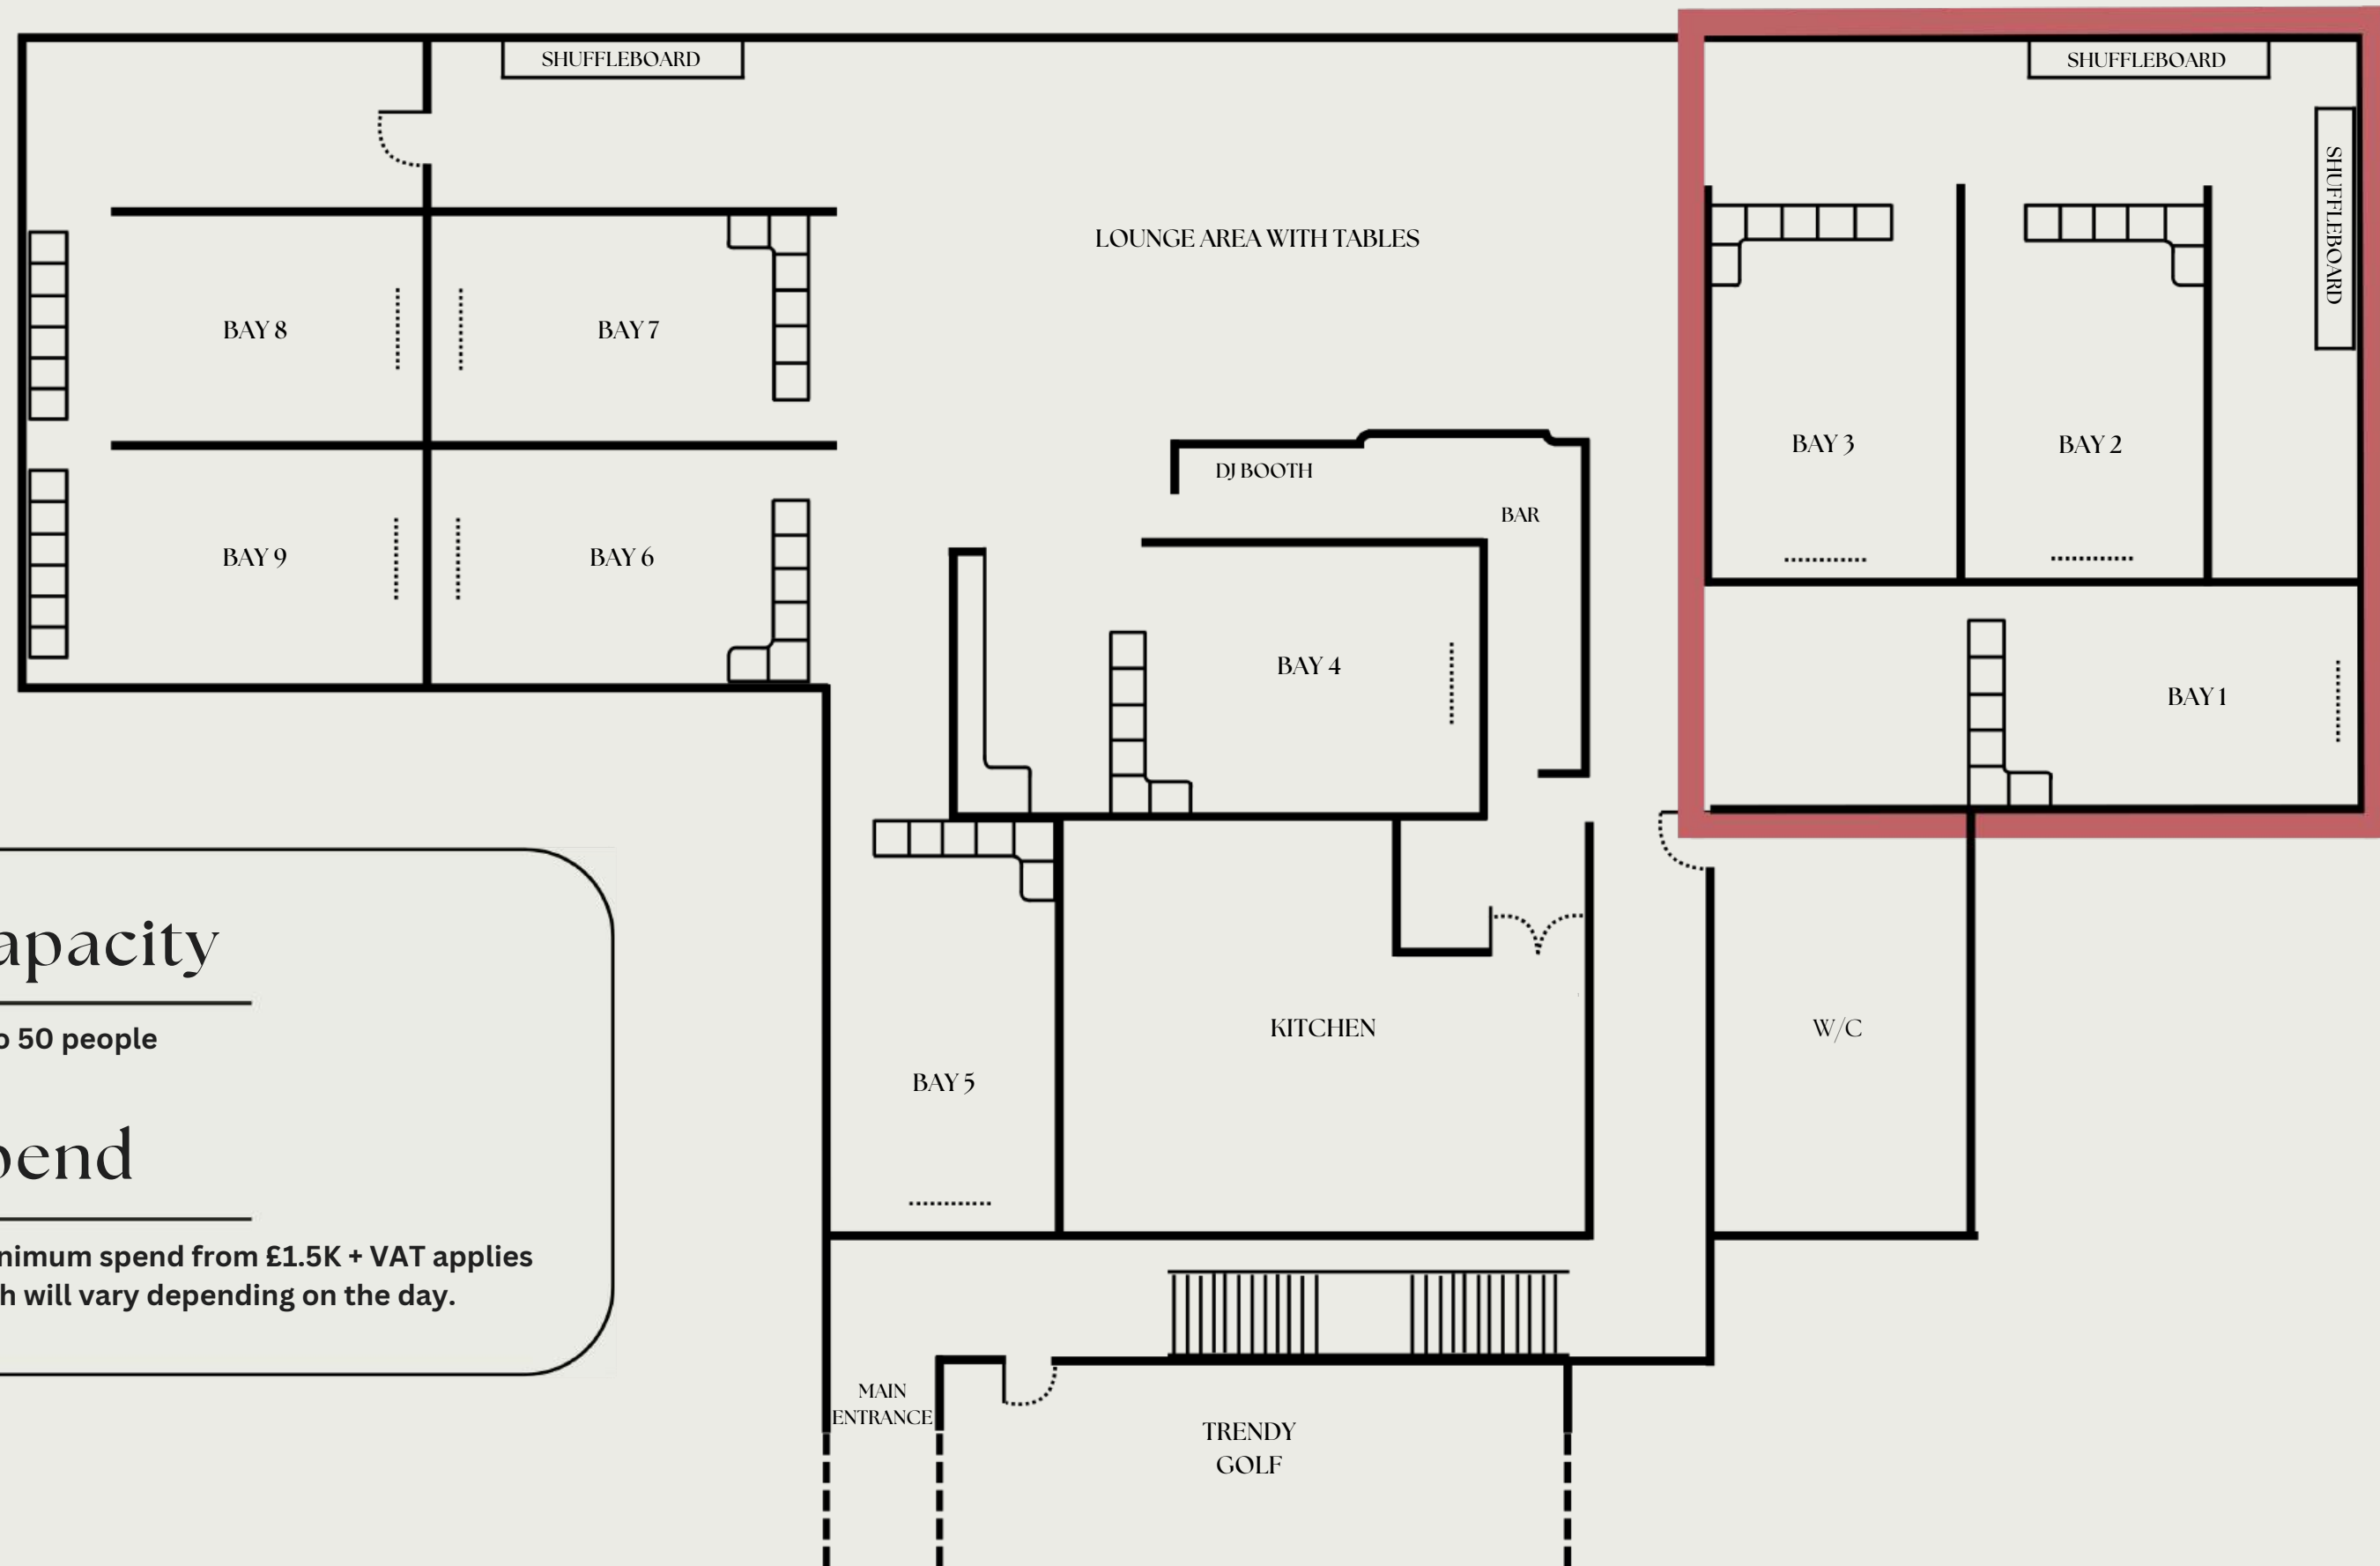 SHUFFLEBOARD
SHUFFLEBOARD
SHUFFLEBOARD
LOUNGE AREA WITH TABLES
BAY 8
BAY 7
BAY 3
BAY 2
DJ BOOTH
BAR
BAY 9
BAY 6
BAY 4
BAY 1
apacity
o 50 people
KITCHEN
W/C
BAY 5
pend
nimum spend from £1.5K + VAT applies
h will vary depending on the day.
MAIN
ENTRANCE
TRENDY
GOLF